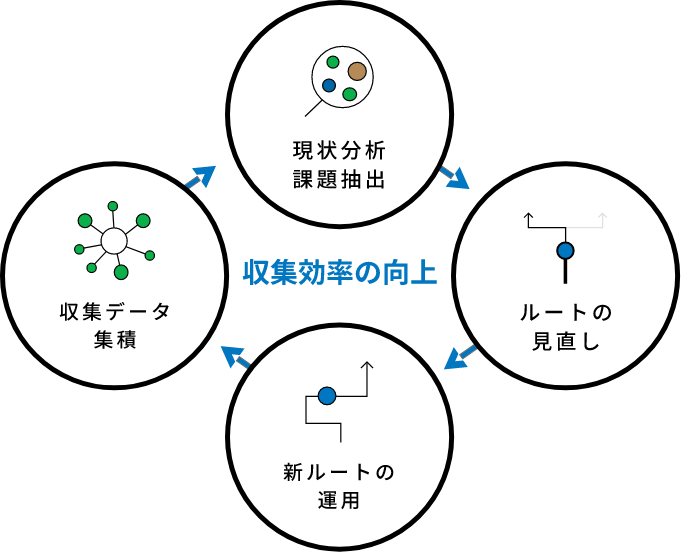 現状分析
課題抽出
収集データ
集積
収集効率の向上
ルートの
見直し
新ルートの
運用